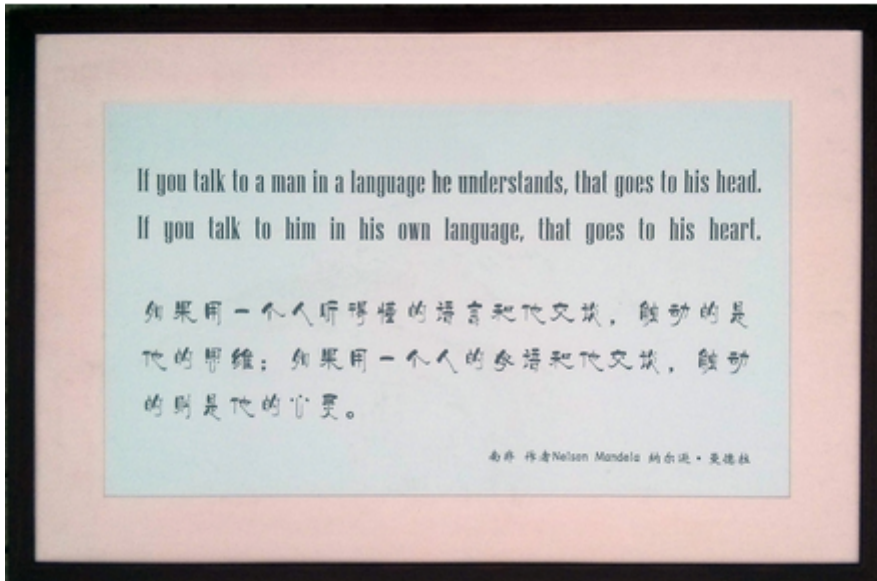 If you talk to a man in a language he understands, that goes to his head.
If you talk to him in his own language, that goes to his heart.
如果用一个人听得懂的语言和他交谈，触动的是
他的思维；如果用一个人的家语和他交谈，触动
的则是他的心灵。
南非 作者Nelson Mandela 纳尔逊·曼德拉